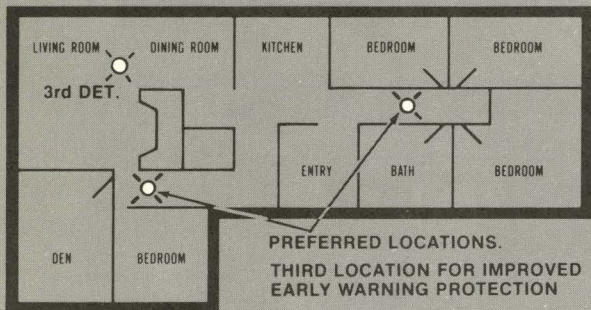 LIVING ROOM
DINING ROOM
KITCHEN
BEDROOM
BEDROOM
3rd DET.
ENTRY
BATH
BEDROOM
DEN
BEDROOM
PREFERRED LOCATIONS.
THIRD LOCATION FOR IMPROVED
EARLY WARNING PROTECTION